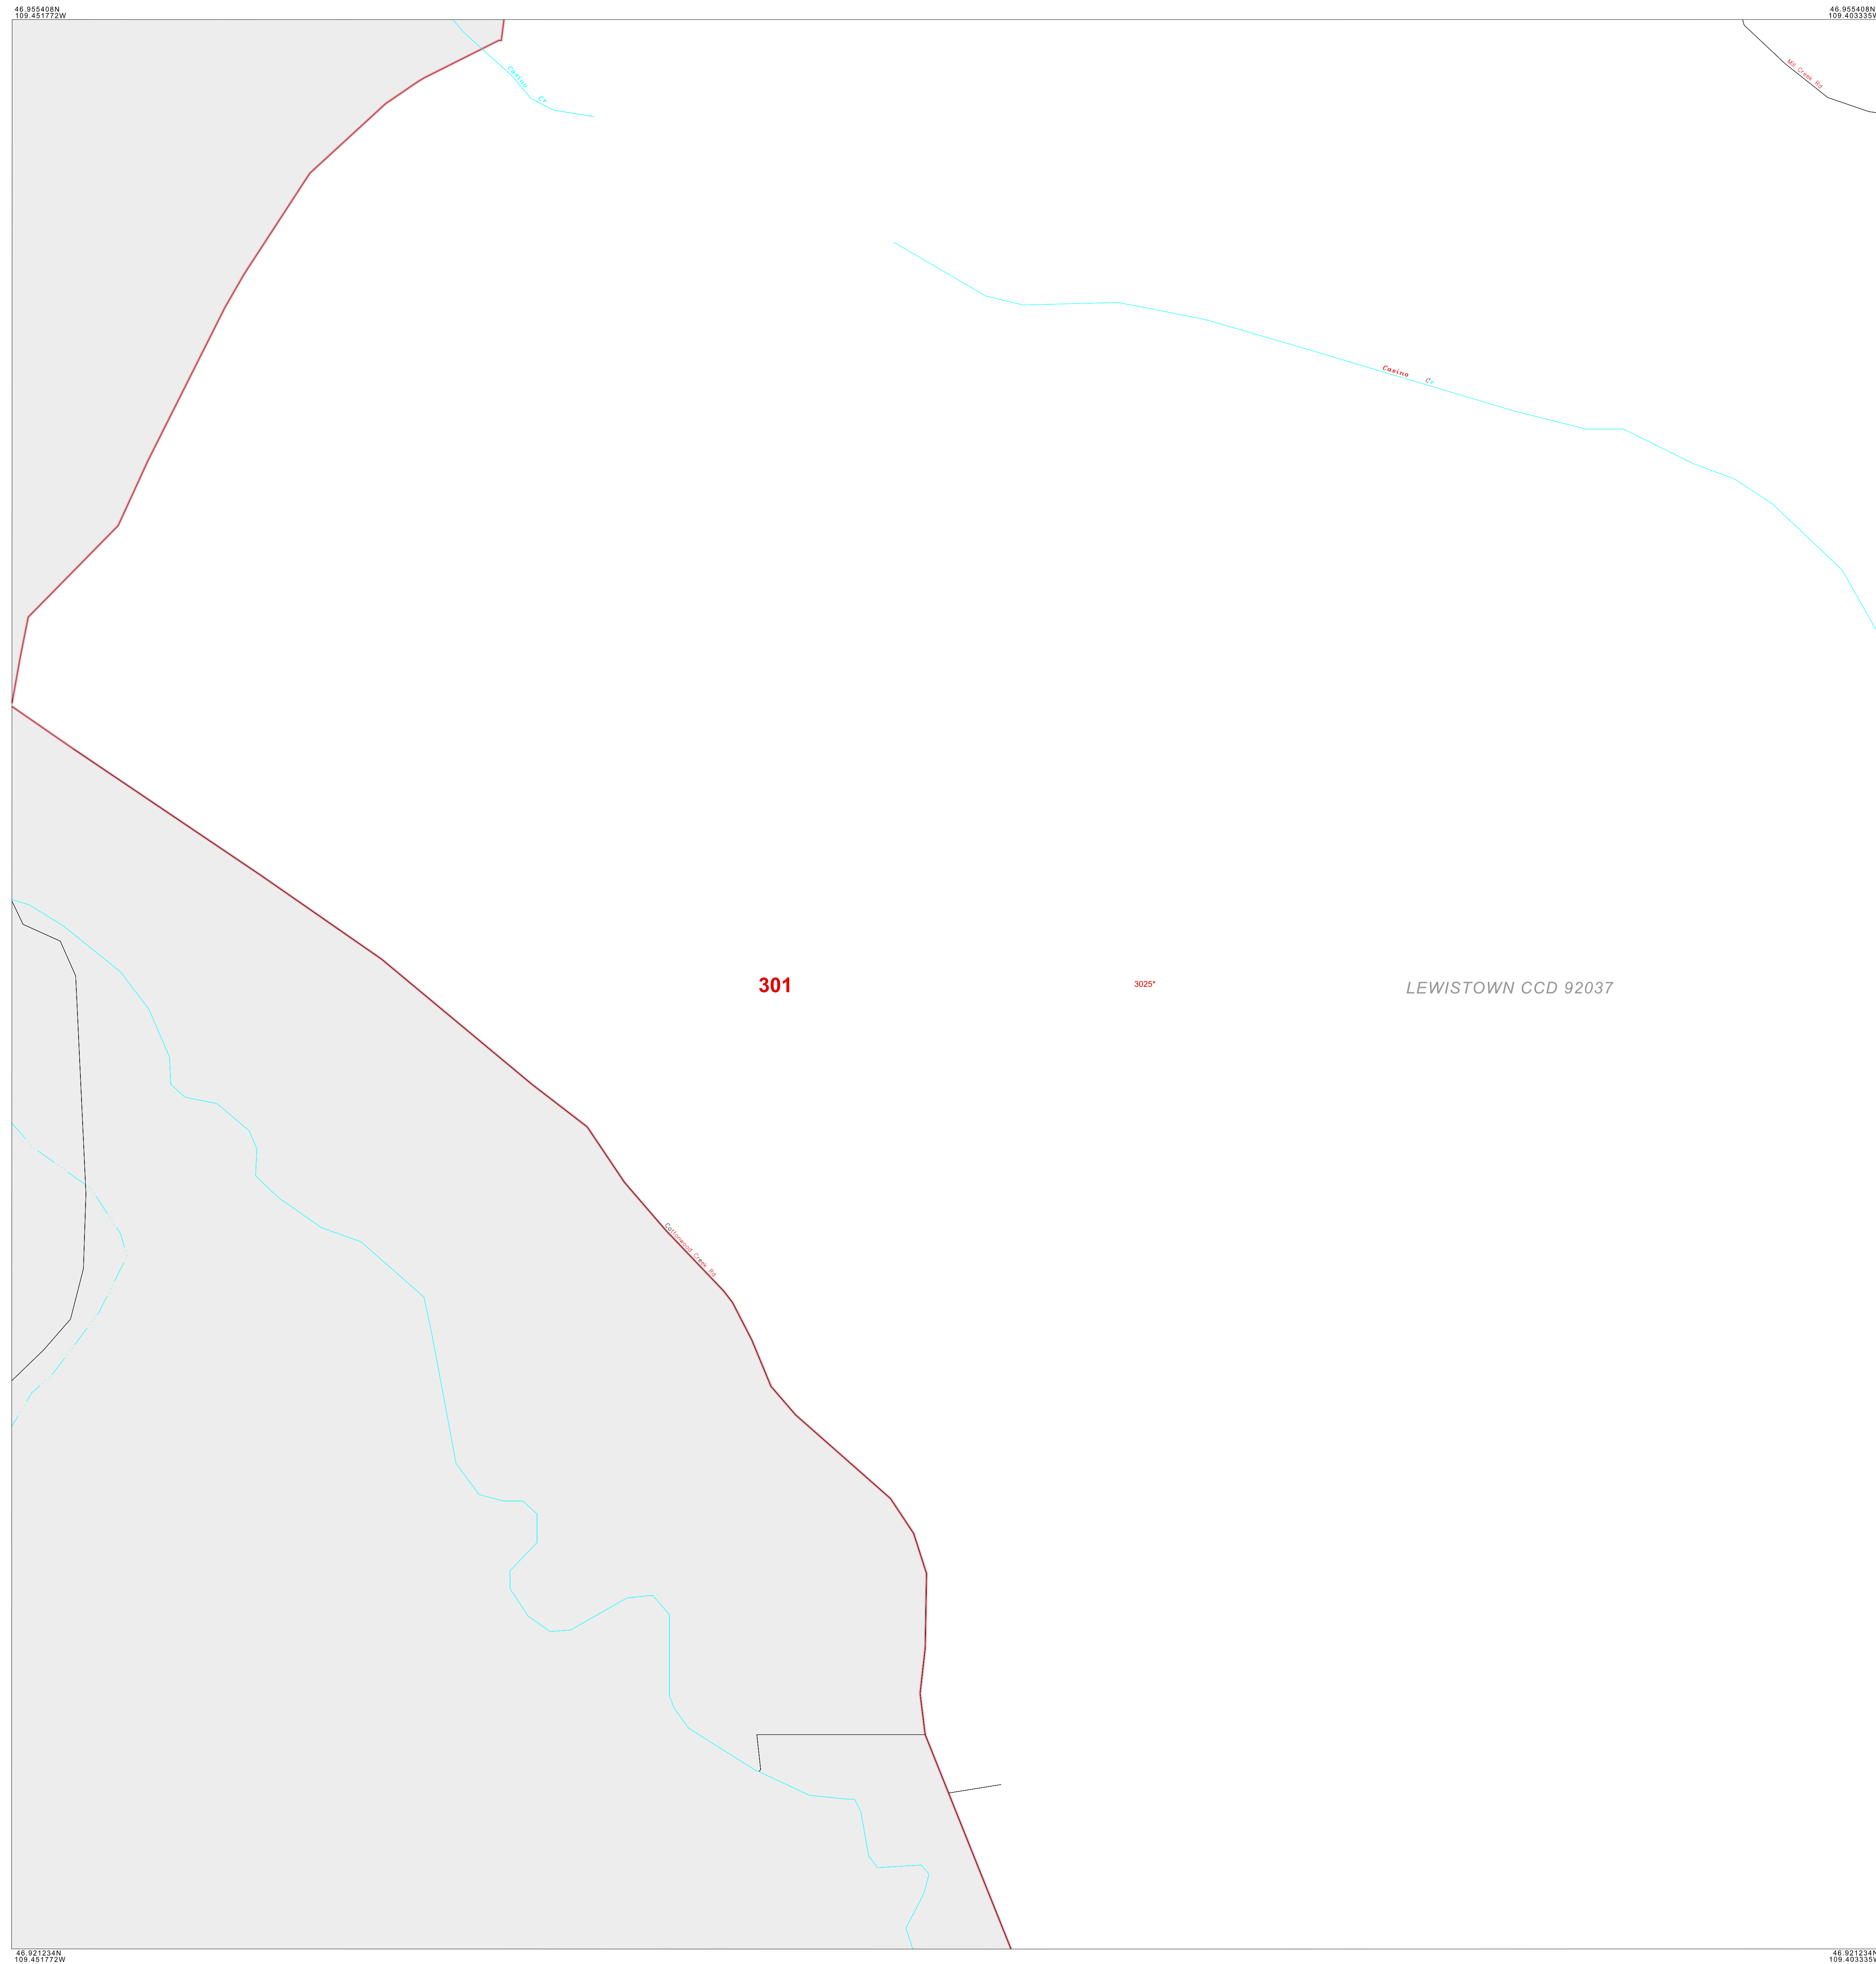 46.955408N
109.451772W
46.955408N
109.403335W
Casino Cr
Mill Creek Rd
Casino Cr
301
3025*
LEWISTOWN CCD 92037
Cottonwood Creek Rd
46.921234N
109.451772W
46.921234N
109.403335W